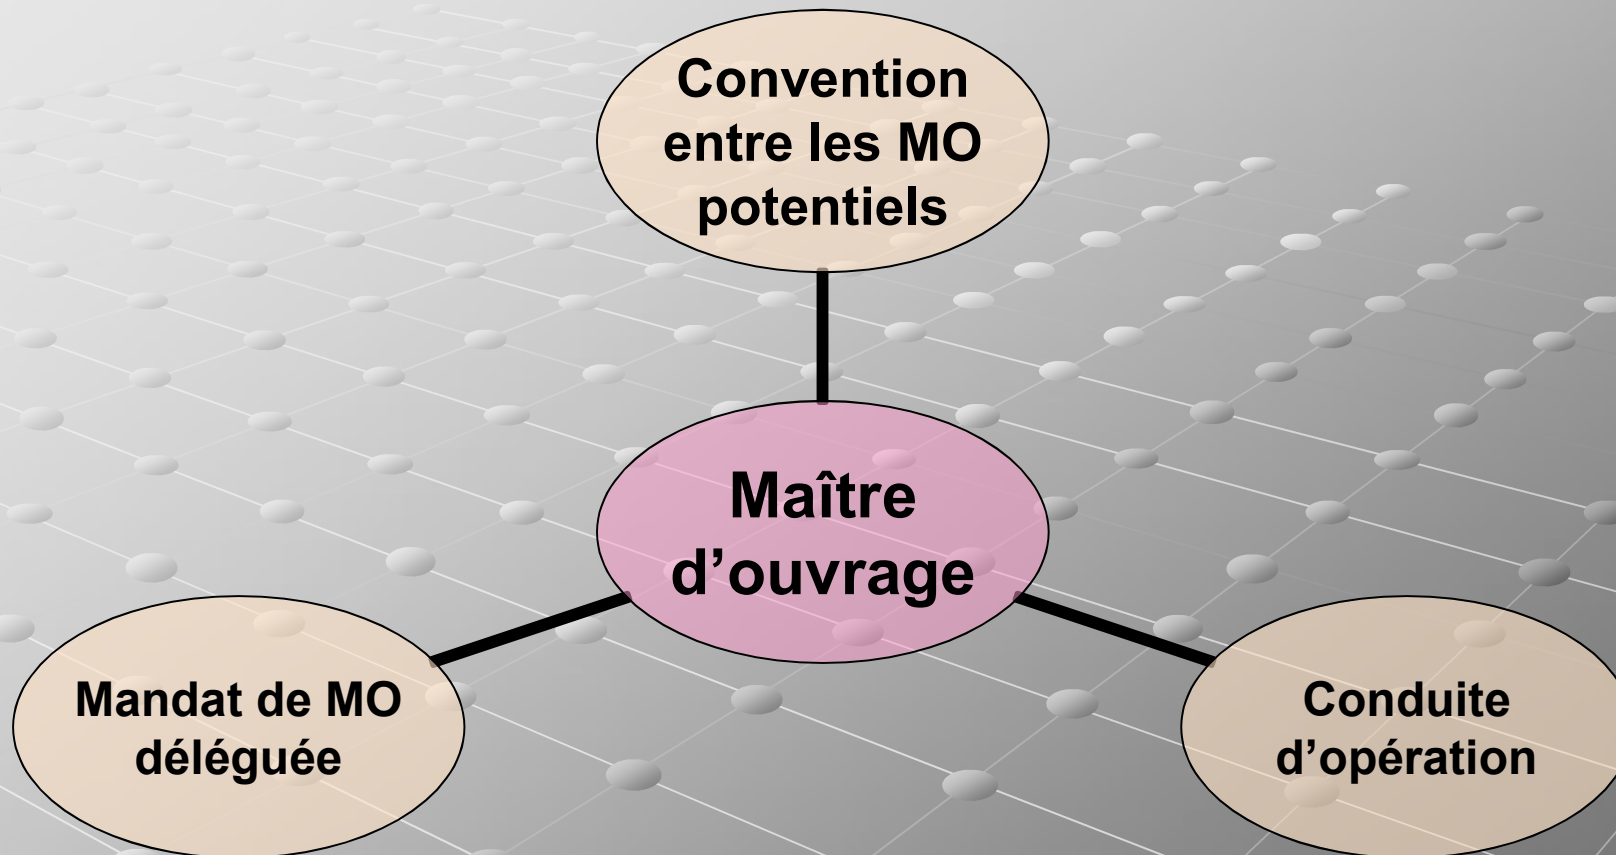 Convention
entre les MO
potentiels
Maître
d’ouvrage
Mandat de MO
déléguée
Conduite
d’opération